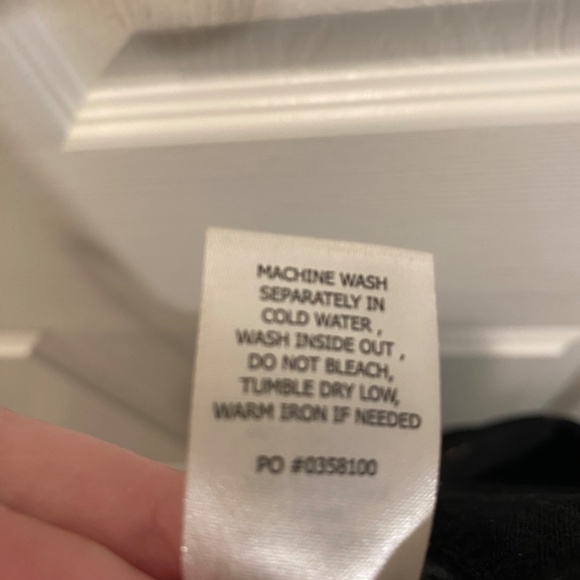 MACHINE WASH
SEPARATELY IN
COLD WATER ,
WASH INSIDE OUT ,
DO NOT BLEACH,
TUMBLE DRY LOW,
WARM IRON IF NEEDED
PO #0358100